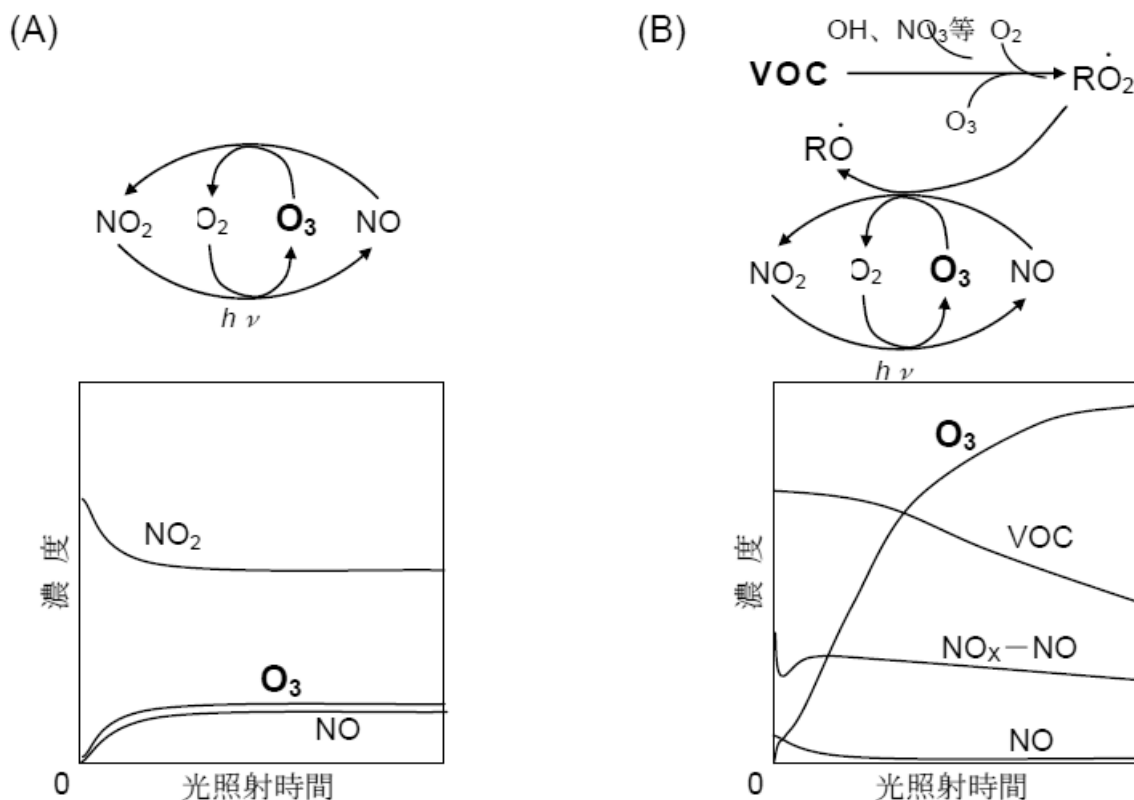 (A)
NO₂ O₂ O₃ NO
hν
濃度
NO₂
O₃
NO
0 光照射時間
(B)
OH、NO₃等 O₂
VOC RȮ₂
O₃
RȮ
NO₂ O₂ O₃ NO
hν
濃度
O₃
VOC
NOₓ－NO
NO
0 光照射時間